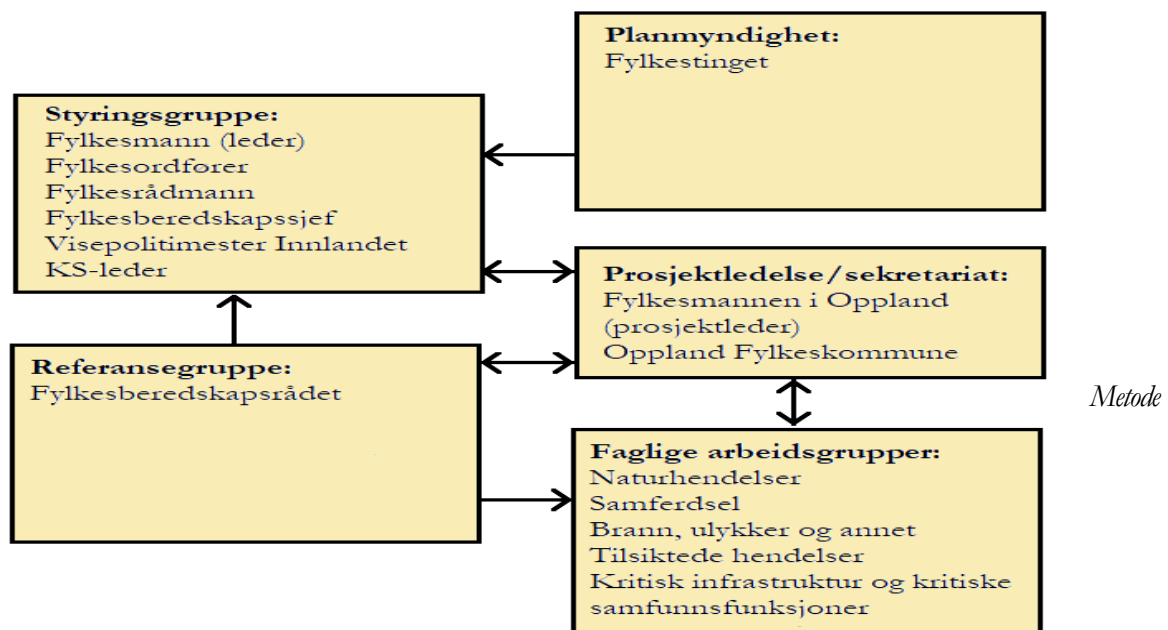 Planmyndighet:
Fylkestinget
Styringsgruppe:
Fylkesmann (leder)
Fylkesordfører
Fylkesrådmann
Fylkesberedskapssjef
Visepolitimester Innlandet
KS-leder
Prosjektledelse/sekretariat:
Fylkesmannen i Oppland
(prosjektleder)
Oppland Fylkeskommune
Referansegruppe:
Fylkesberedskapsrådet
Metode
Faglige arbeidsgrupper:
Naturhendelser
Samferdsel
Brann, ulykker og annet
Tilsiktede hendelser
Kritisk infrastruktur og kritiske
samfunnsfunksjoner